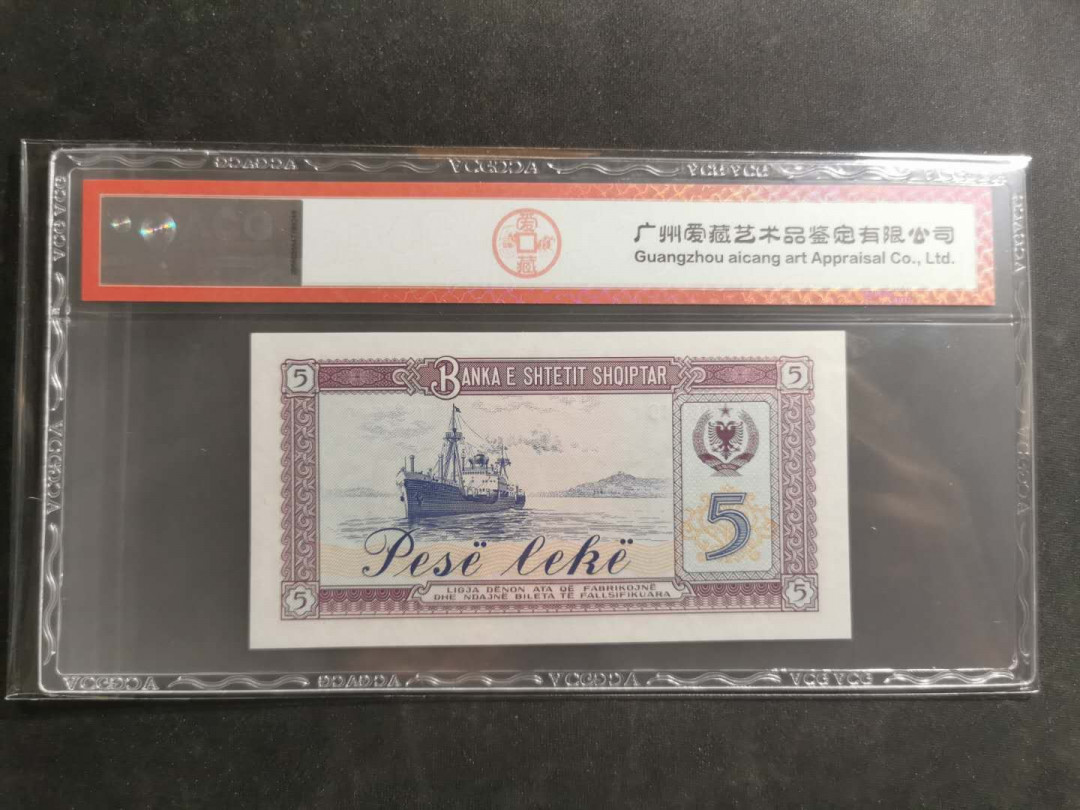 爱
藏
广州爱藏艺术品鉴定有限公司
Guangzhou aicang art Appraisal Co., Ltd.
5
BANKA E SHTETIT SHQIPTAR
5
5
Pesë lekë
5
LIGJA DËNON ATA QË FABRIKOJNË
DHE NDAJNË BILETA TË FALLSIFIKUARA
5